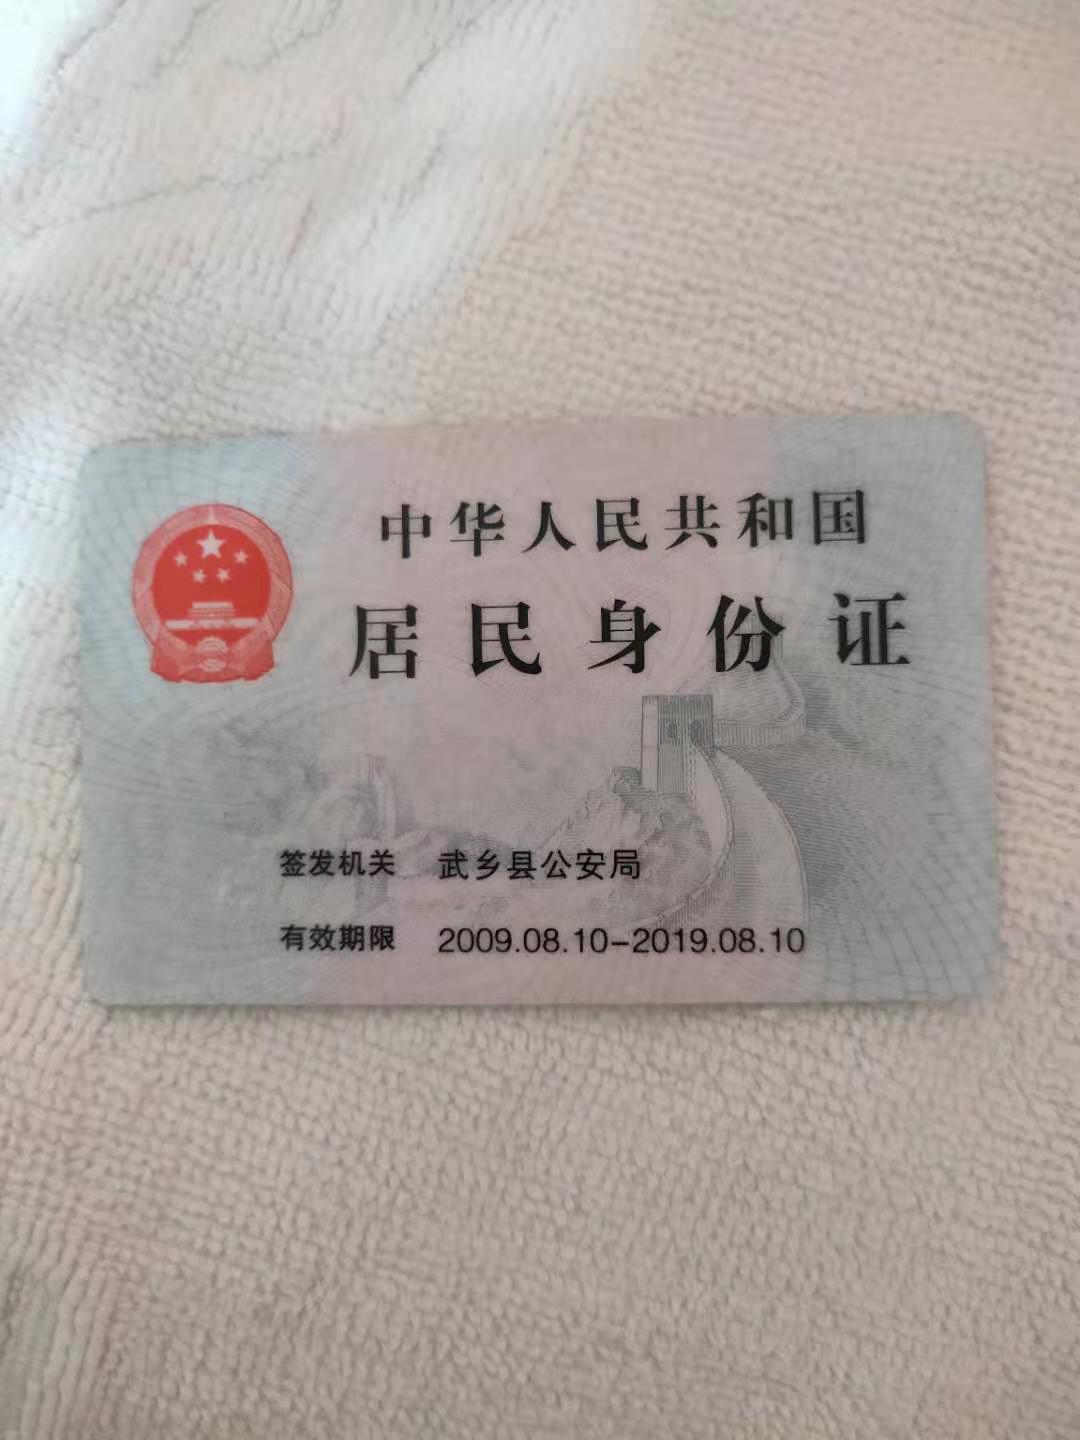 中华人民共和国
居民身份证
签发机关 武乡县公安局
有效期限 2009.08.10-2019.08.10